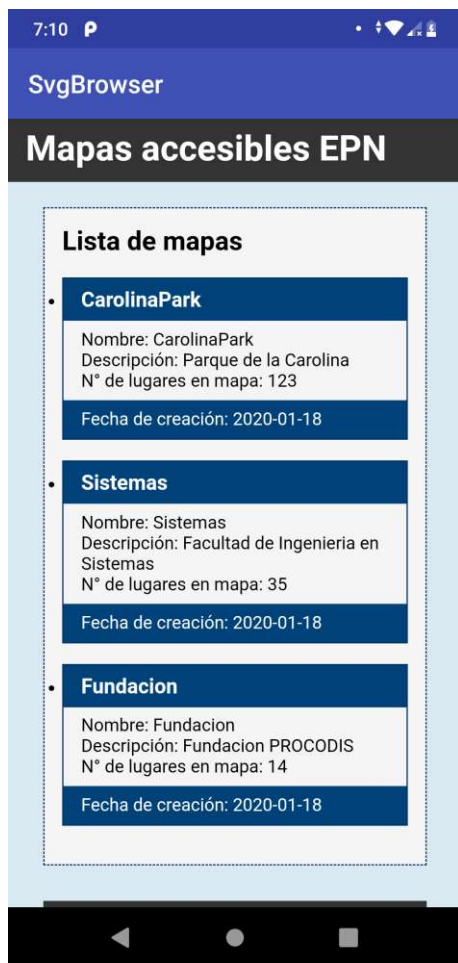 7:10
SvgBrowser
Mapas accesibles EPN
Lista de mapas
CarolinaPark
Nombre: CarolinaPark
Descripción: Parque de la Carolina
N° de lugares en mapa: 123
Fecha de creación: 2020-01-18
Sistemas
Nombre: Sistemas
Descripción: Facultad de Ingenieria en
Sistemas
N° de lugares en mapa: 35
Fecha de creación: 2020-01-18
Fundacion
Nombre: Fundacion
Descripción: Fundacion PROCODIS
N° de lugares en mapa: 14
Fecha de creación: 2020-01-18